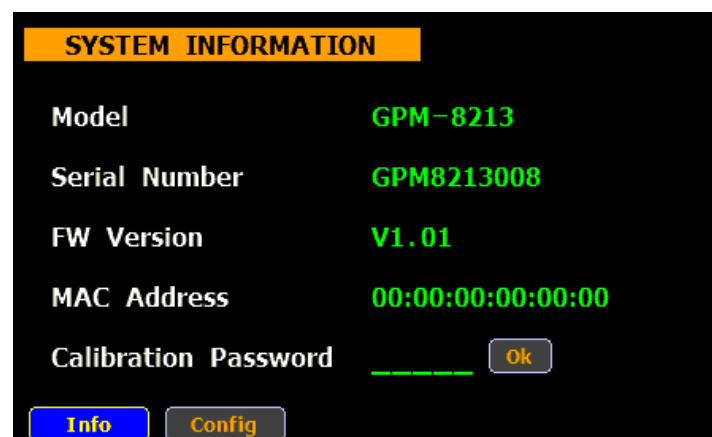 SYSTEM INFORMATION
Model GPM-8213
Serial Number GPM8213008
FW Version V1.01
MAC Address 00:00:00:00:00:00
Calibration Password _____ Ok
Info Config